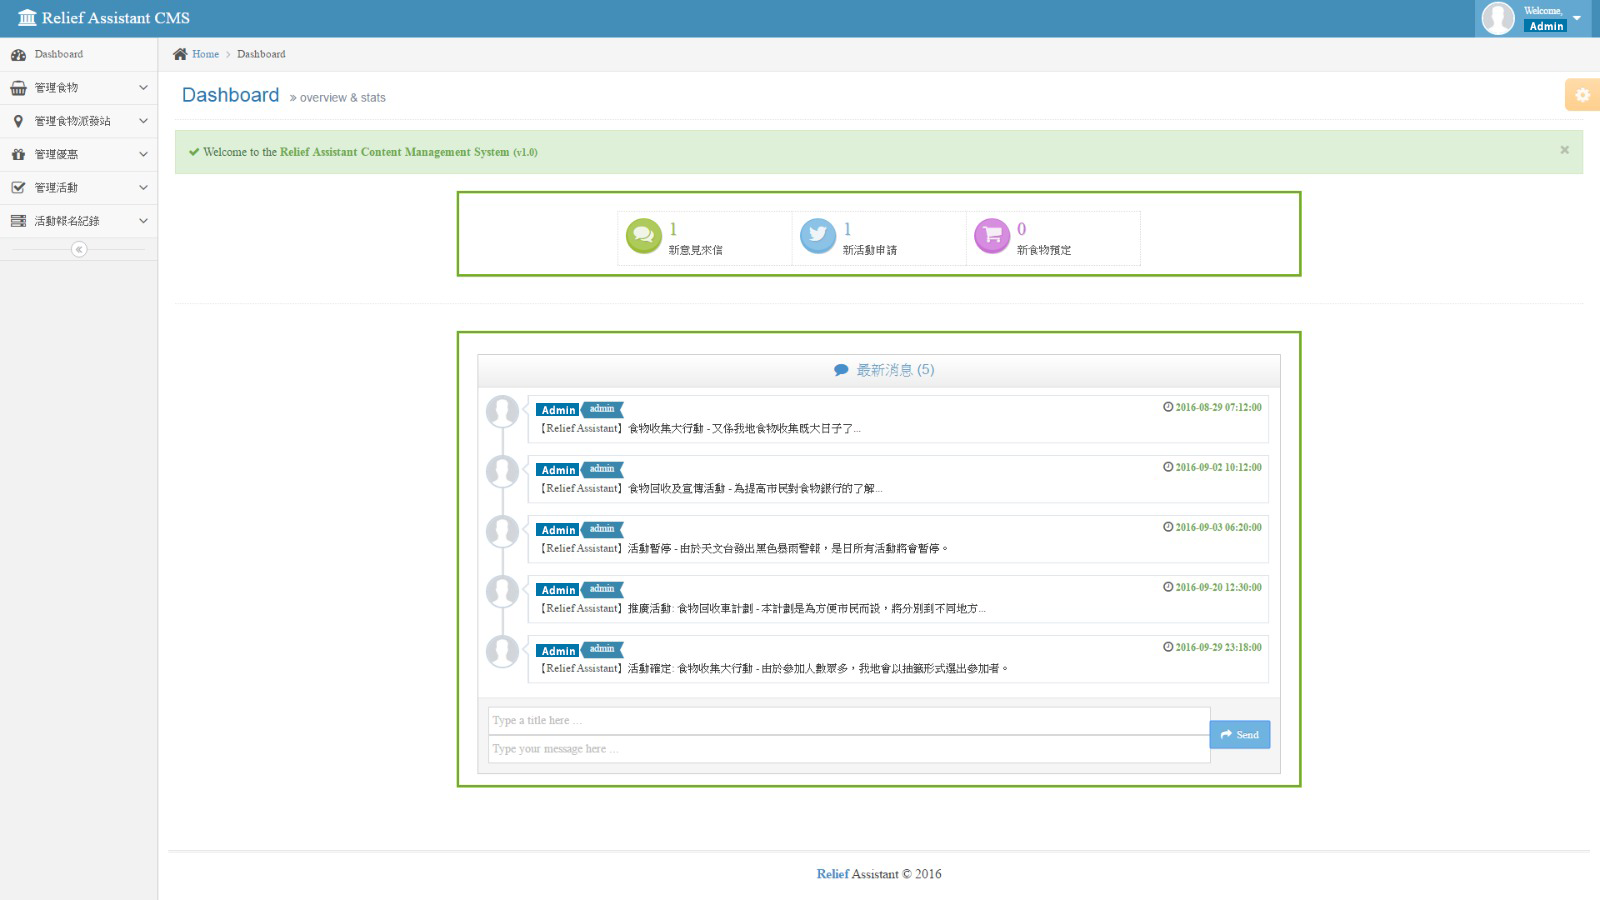 Relief Assistant CMS
Welcome,
Admin
Dashboard
管理食物
管理食物派發站
管理優惠
管理活動
活動報名紀錄
Home > Dashboard
Dashboard » overview & stats
Welcome to the Relief Assistant Content Management System (v1.0)
1
新意見來信
1
新活動申請
0
新食物預定
最新消息 (5)
Admin admin 2016-08-29 07:12:00
【Relief Assistant】食物收集大行動 - 又係我地食物收集既大日子了...
Admin admin 2016-09-02 10:12:00
【Relief Assistant】食物回收及宣傳活動 - 為提高市民對食物銀行的了解...
Admin admin 2016-09-03 06:20:00
【Relief Assistant】活動暫停 - 由於天文台發出黑色暴雨警報，是日所有活動將會暫停。
Admin admin 2016-09-20 12:30:00
【Relief Assistant】推廣活動: 食物回收車計劃 - 本計劃是為方便市民而設，將分別到不同地方...
Admin admin 2016-09-29 23:18:00
【Relief Assistant】活動確定: 食物收集大行動 - 由於參加人數眾多，我地會以抽籤形式選出參加者。
Type a title here ...
Type your message here ...
Send
Relief Assistant © 2016